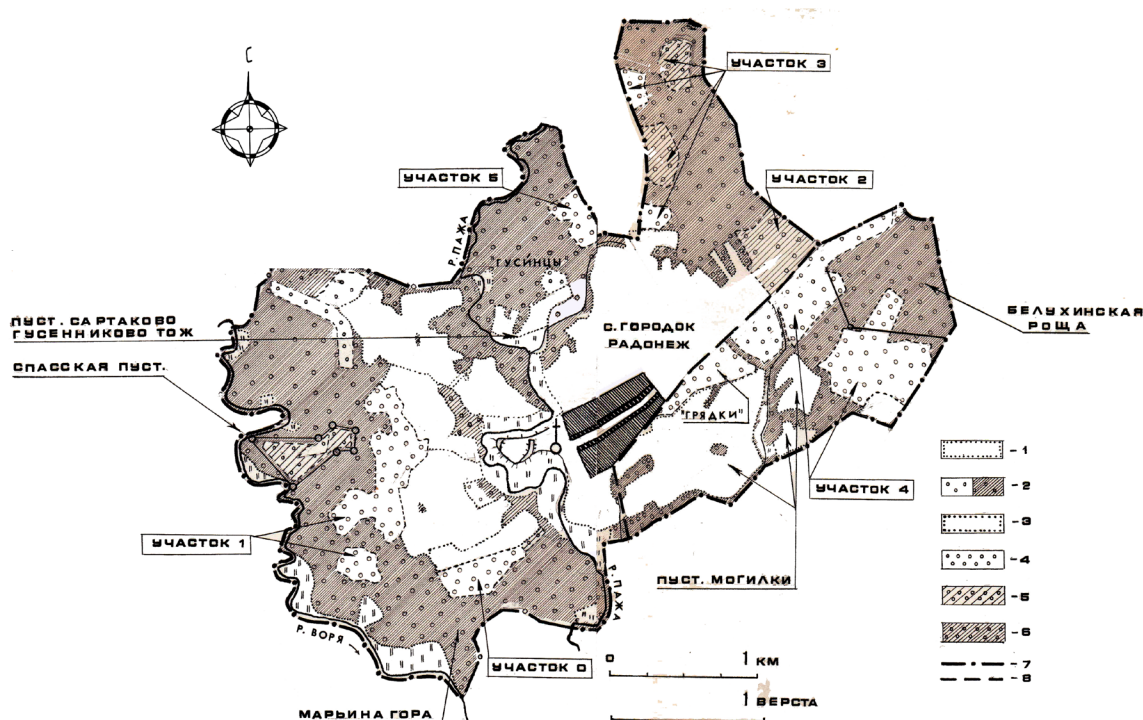 С
УЧАСТОК 3
УЧАСТОК 5
УЧАСТОК 2
Р. ПАЖА
"ГУСИНЦЫ"
ПУСТ. САРТАКОВО
ГУСЕННИКОВО ТОЖ
БЕЛУХИНСКАЯ
РОЩА
С. ГОРОДОК
РАДОНЕЖ
СПАССКАЯ ПУСТ.
"ГРЯДКИ"
УЧАСТОК 4
УЧАСТОК 1
ПУСТ. МОГИЛКИ
Р. ПАЖА
Р. ВОРЯ
УЧАСТОК 0
МАРЬИНА ГОРА
0 1 КМ
1 ВЕРСТА
- 1
- 2
- 3
- 4
- 5
- 6
- 7
- 8